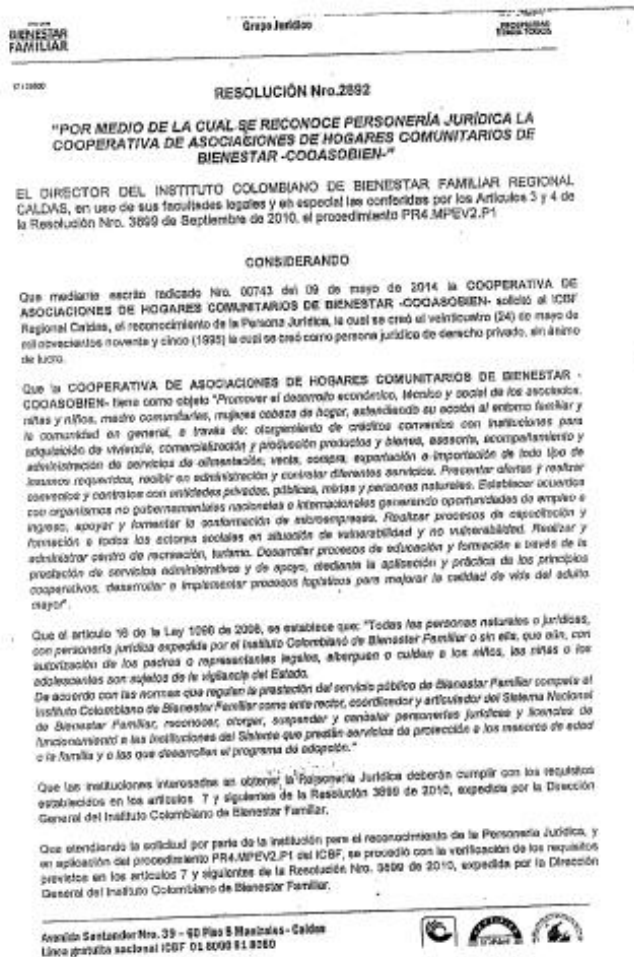 BIENESTAR
FAMILIAR
Grupo Jurídico
PROSPERIDAD
PARA TODOS
RESOLUCIÓN Nro.2892
"POR MEDIO DE LA CUAL SE RECONOCE PERSONERÍA JURÍDICA LA
COOPERATIVA DE ASOCIACIONES DE HOGARES COMUNITARIOS DE
BIENESTAR -COOASOBIEN-"
EL DIRECTOR DEL INSTITUTO COLOMBIANO DE BIENESTAR FAMILIAR REGIONAL
CALDAS, en uso de sus facultades legales y en especial las conferidas por los Artículos 3 y 4 de
la Resolución Nro. 3899 de Septiembre de 2010, el procedimiento PR4.MPEV2.P1
CONSIDERANDO
Que mediante escrito radicado Nro. 00743 del 09 de mayo de 2014 la COOPERATIVA DE
ASOCIACIONES DE HOGARES COMUNITARIOS DE BIENESTAR -COOASOBIEN- solicitó al ICBF
Regional Caldas, el reconocimiento de la Persona Jurídica, la cual se creó el veinticuatro (24) de mayo de
mil novecientos noventa y cinco (1995) la cual se creó como persona jurídica de derecho privado, sin ánimo
de lucro.
Que la COOPERATIVA DE ASOCIACIONES DE HOGARES COMUNITARIOS DE BIENESTAR -
COOASOBIEN- tiene como objeto "Promover el desarrollo económico, técnico y social de los asociados,
niñas y niños, madre comunitarias, mujeres cabeza de hogar, extendiendo su acción al entorno familiar y
la comunidad en general, a través de: otorgamiento de créditos convenios con instituciones para
adquisición de vivienda, comercialización y producción productos y bienes, asesoría, acompañamiento y
administración de servicios de alimentación, venta, compra, exportación e importación de todo tipo de
insumos requeridos, recibir en administración y contratar diferentes servicios. Presentar ofertas y realizar
convenios y contratos con entidades privadas, públicas, mixtas y personas naturales. Establecer acuerdos
con organismos no gubernamentales nacionales e internacionales generando oportunidades de empleo e
ingreso, apoyar y fomentar la conformación de microempresas. Realizar procesos de capacitación y
formación a todos los actores sociales en situación de vulnerabilidad y no vulnerabilidad. Realizar y
administrar centro de recreación, turismo. Desarrollar procesos de educación y formación a través de la
prestación de servicios administrativos y de apoyo, mediante la aplicación y práctica de los principios
cooperativos, desarrollar e implementar procesos logísticos para mejorar la calidad de vida del adulto
mayor".
Que el artículo 16 de la Ley 1098 de 2006, se establece que: "Todas las personas naturales o jurídicas,
con personería jurídica expedida por el Instituto Colombiano de Bienestar Familiar o sin ella, que aún, con
autorización de los padres o representantes legales, alberguen o cuiden a los niños, las niñas o los
adolescentes son sujetos de la vigilancia del Estado.
De acuerdo con las normas que regulan la prestación del servicio público de Bienestar Familiar compete al
Instituto Colombiano de Bienestar Familiar como ente rector, coordinador y articulador del Sistema Nacional
de Bienestar Familiar, reconocer, otorgar, suspender y cancelar personerías jurídicas y licencias de
funcionamiento a las Instituciones del Sistema que prestan servicios de protección a los menores de edad
o la familia y a las que desarrollen el programa de adopción."
Que las instituciones interesadas en obtener la Personería Jurídica deberán cumplir con los requisitos
establecidos en los artículos 7 y siguientes de la Resolución 3899 de 2010, expedida por la Dirección
General del Instituto Colombiano de Bienestar Familiar.
Que atendiendo la solicitud por parte de la institución para el reconocimiento de la Personería Jurídica, y
en aplicación del procedimiento PR4.MPEV2.P1 del ICBF, se procedió con la verificación de los requisitos
previstos en los artículos 7 y siguientes de la Resolución Nro. 3899 de 2010, expedida por la Dirección
General del Instituto Colombiano de Bienestar Familiar.
Avenida Santander Nro. 39 - 60 Piso 5 Manizales - Caldas
Línea gratuita nacional ICBF 01 8000 91 8080